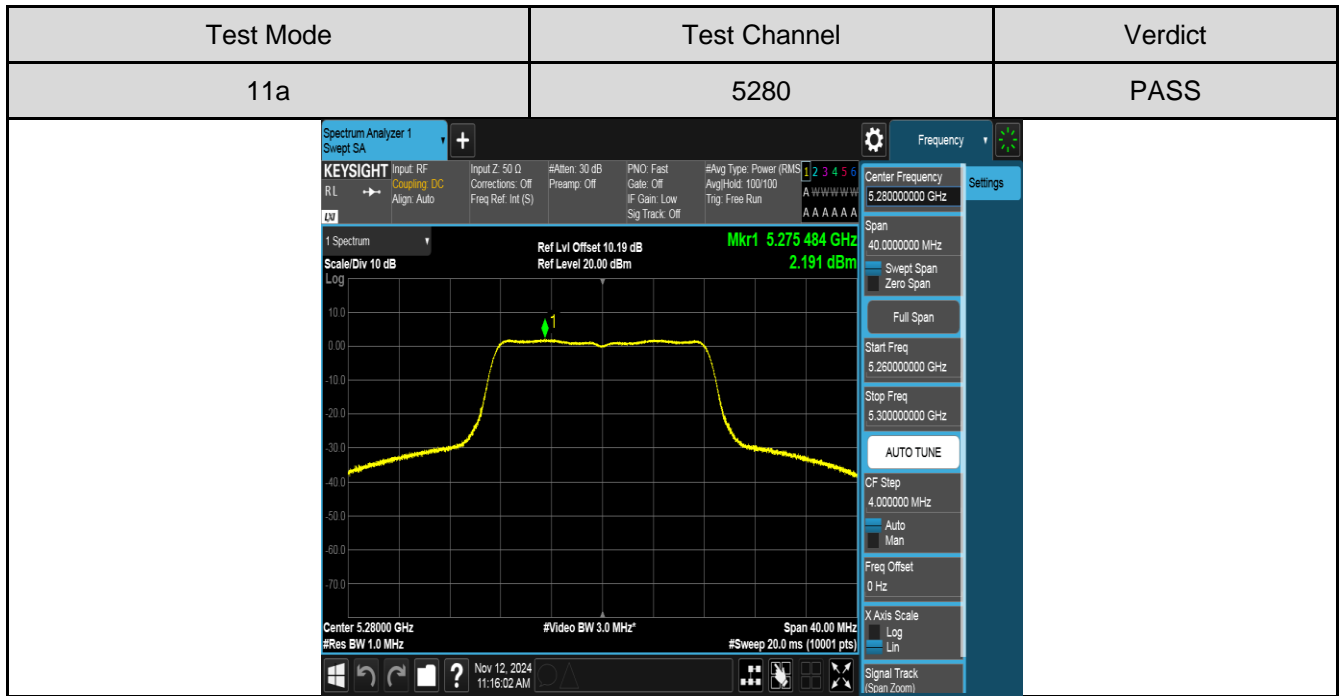 Test Mode Test Channel Verdict
11a 5280 PASS
Spectrum Analyzer 1
Swept SA
+
Frequency
KEYSIGHT
RL
LXI
Input: RF
Coupling: DC
Align: Auto
Input Z: 50 Ω
Corrections: Off
Freq Ref: Int (S)
#Atten: 30 dB
Preamp: Off
PNO: Fast
Gate: Off
IF Gain: Low
Sig Track: Off
#Avg Type: Power (RMS
Avg|Hold: 100/100
Trig: Free Run
1 2 3 4 5 6
A W W W W W
A A A A A A
1 Spectrum
Scale/Div 10 dB
Ref Lvl Offset 10.19 dB
Ref Level 20.00 dBm
Mkr1 5.275 484 GHz
2.191 dBm
Log
10.0
0.00
-10.0
-20.0
-30.0
-40.0
-50.0
-60.0
-70.0
1
Center 5.28000 GHz #Video BW 3.0 MHz* Span 40.00 MHz
#Res BW 1.0 MHz #Sweep 20.0 ms (10001 pts)
?
Nov 12, 2024
11:16:02 AM
Center Frequency
5.280000000 GHz
Settings
Span
40.0000000 MHz
Swept Span
Zero Span
Full Span
Start Freq
5.260000000 GHz
Stop Freq
5.300000000 GHz
AUTO TUNE
CF Step
4.000000 MHz
Auto
Man
Freq Offset
0 Hz
X Axis Scale
Log
Lin
Signal Track
(Span Zoom)